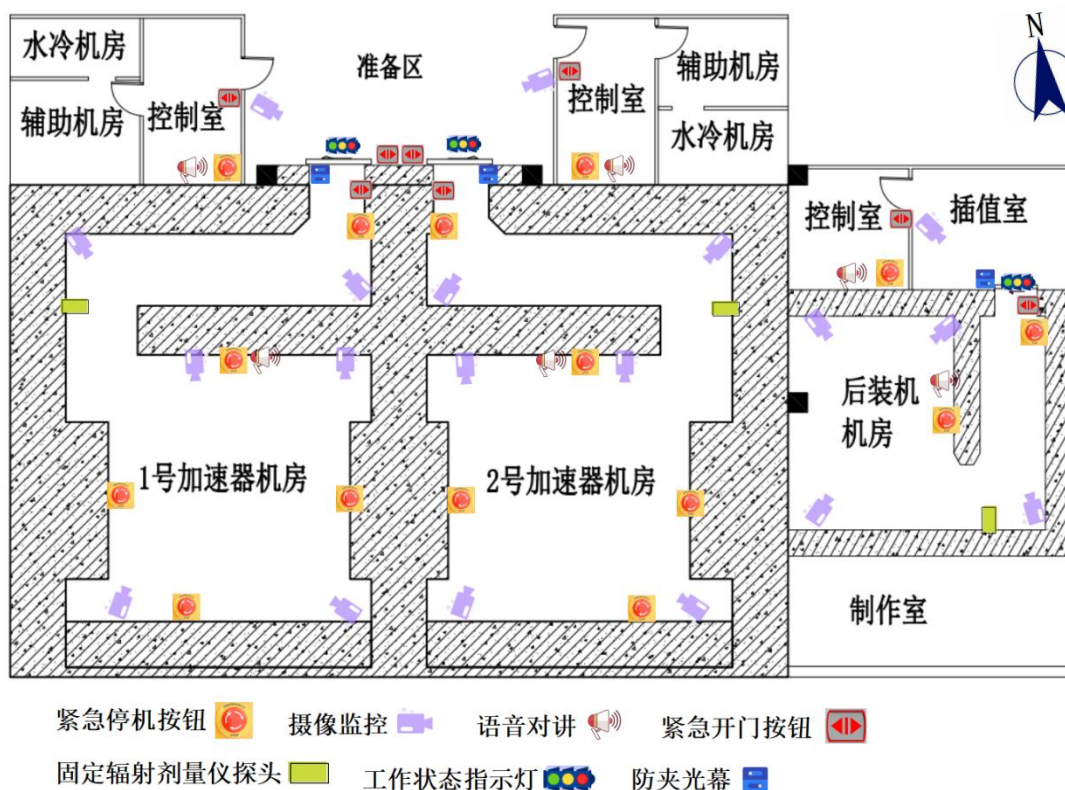 水冷机房
准备区
辅助机房
N
辅助机房
控制室
控制室
水冷机房
控制室
插值室
后装机
机房
1号加速器机房
2号加速器机房
制作室
紧急停机按钮
摄像监控
语音对讲
紧急开门按钮
固定辐射剂量仪探头
工作状态指示灯
防夹光幕